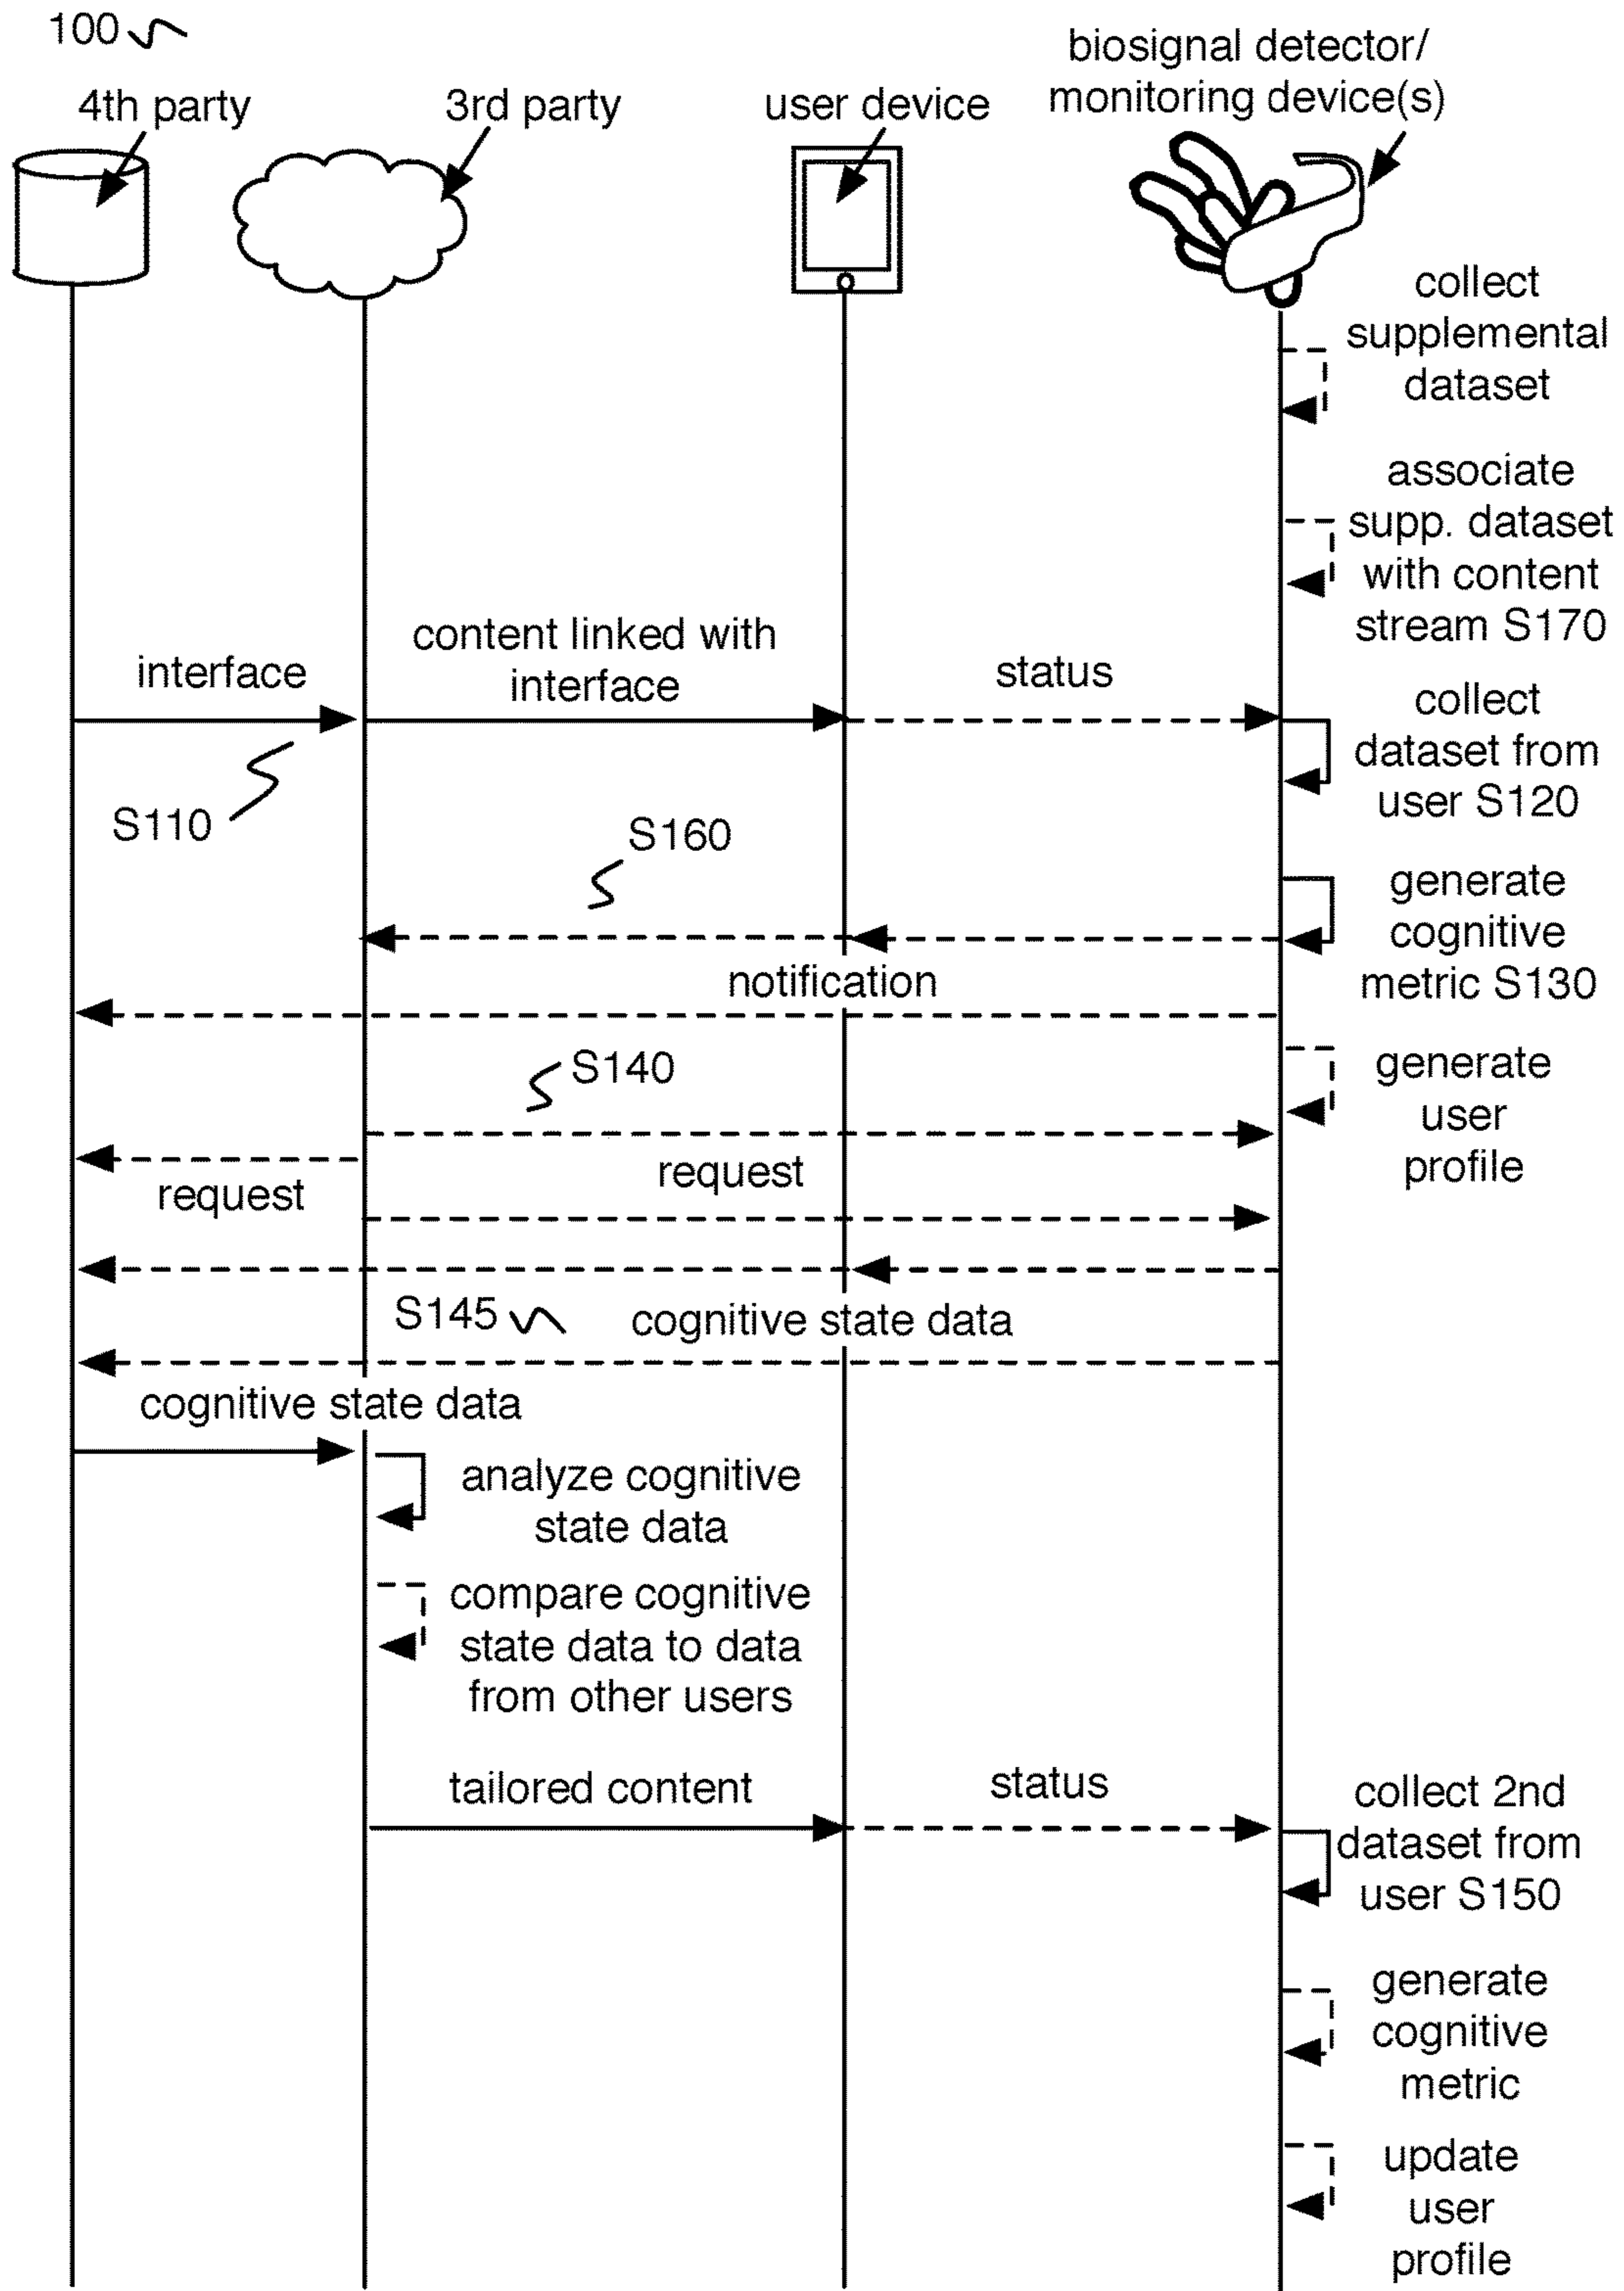 100
4th party
3rd party
user device
biosignal detector/
monitoring device(s)
collect
supplemental
dataset
associate
supp. dataset
with content
stream S170
interface
content linked with
interface
status
collect
dataset from
user S120
S110
S160
generate
cognitive
metric S130
notification
S140
generate
user
profile
request
request
S145
cognitive state data
cognitive state data
analyze cognitive
state data
compare cognitive
state data to data
from other users
tailored content
status
collect 2nd
dataset from
user S150
generate
cognitive
metric
update
user
profile